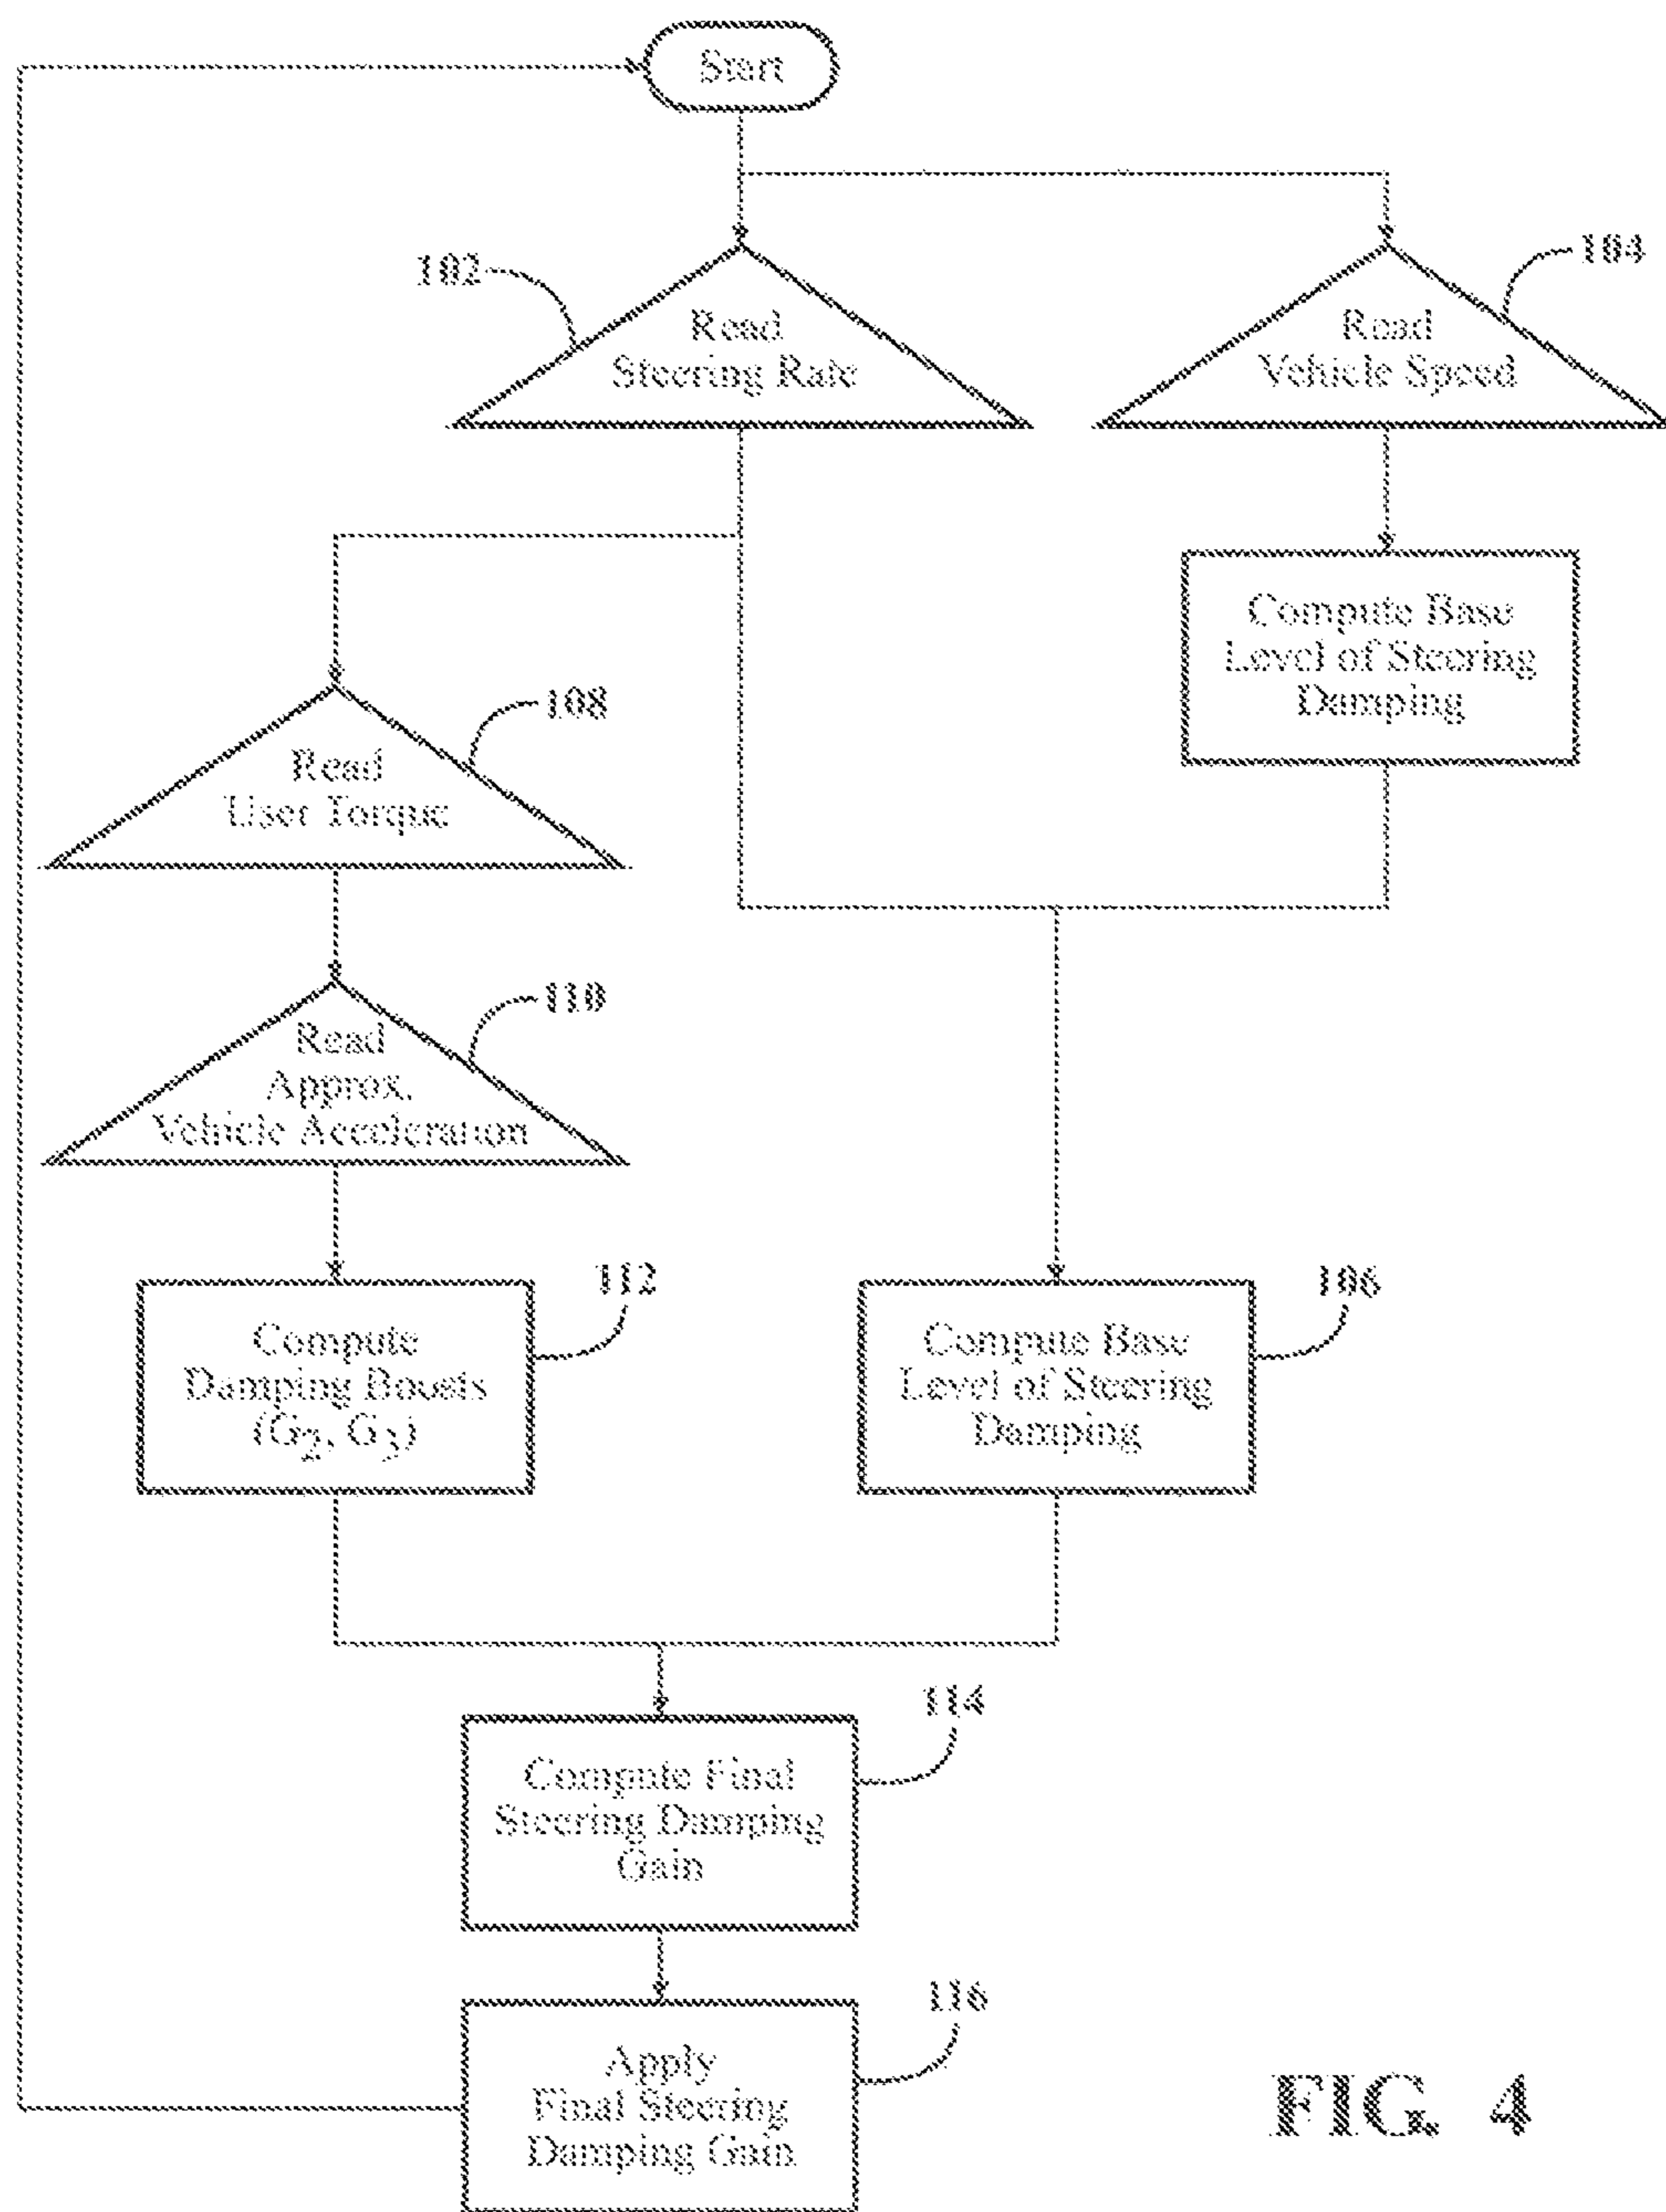 Start
102
Read
Steering Rate
104
Read
Vehicle Speed
Compute Base
Level of Steering
Damping
108
Read
User Torque
110
Read
Approx.
Vehicle Acceleration
112
Compute
Damping Boosts
(G2, G3)
106
Compute Base
Level of Steering
Damping
114
Compute Final
Steering Damping
Gain
116
Apply
Final Steering
Damping Gain
FIG. 4